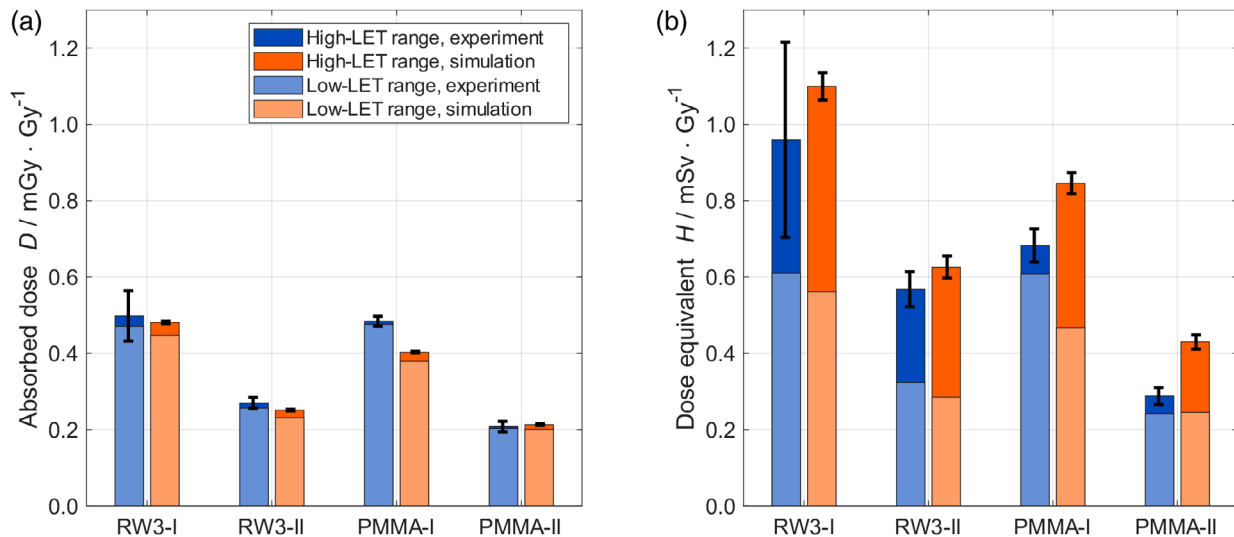 (a)
Absorbed dose D / mGy · Gy⁻¹
1.2
1.0
0.8
0.6
0.4
0.2
0.0
High-LET range, experiment
High-LET range, simulation
Low-LET range, experiment
Low-LET range, simulation
RW3-I RW3-II PMMA-I PMMA-II
(b)
Dose equivalent H / mSv · Gy⁻¹
1.2
1.0
0.8
0.6
0.4
0.2
0.0
RW3-I RW3-II PMMA-I PMMA-II